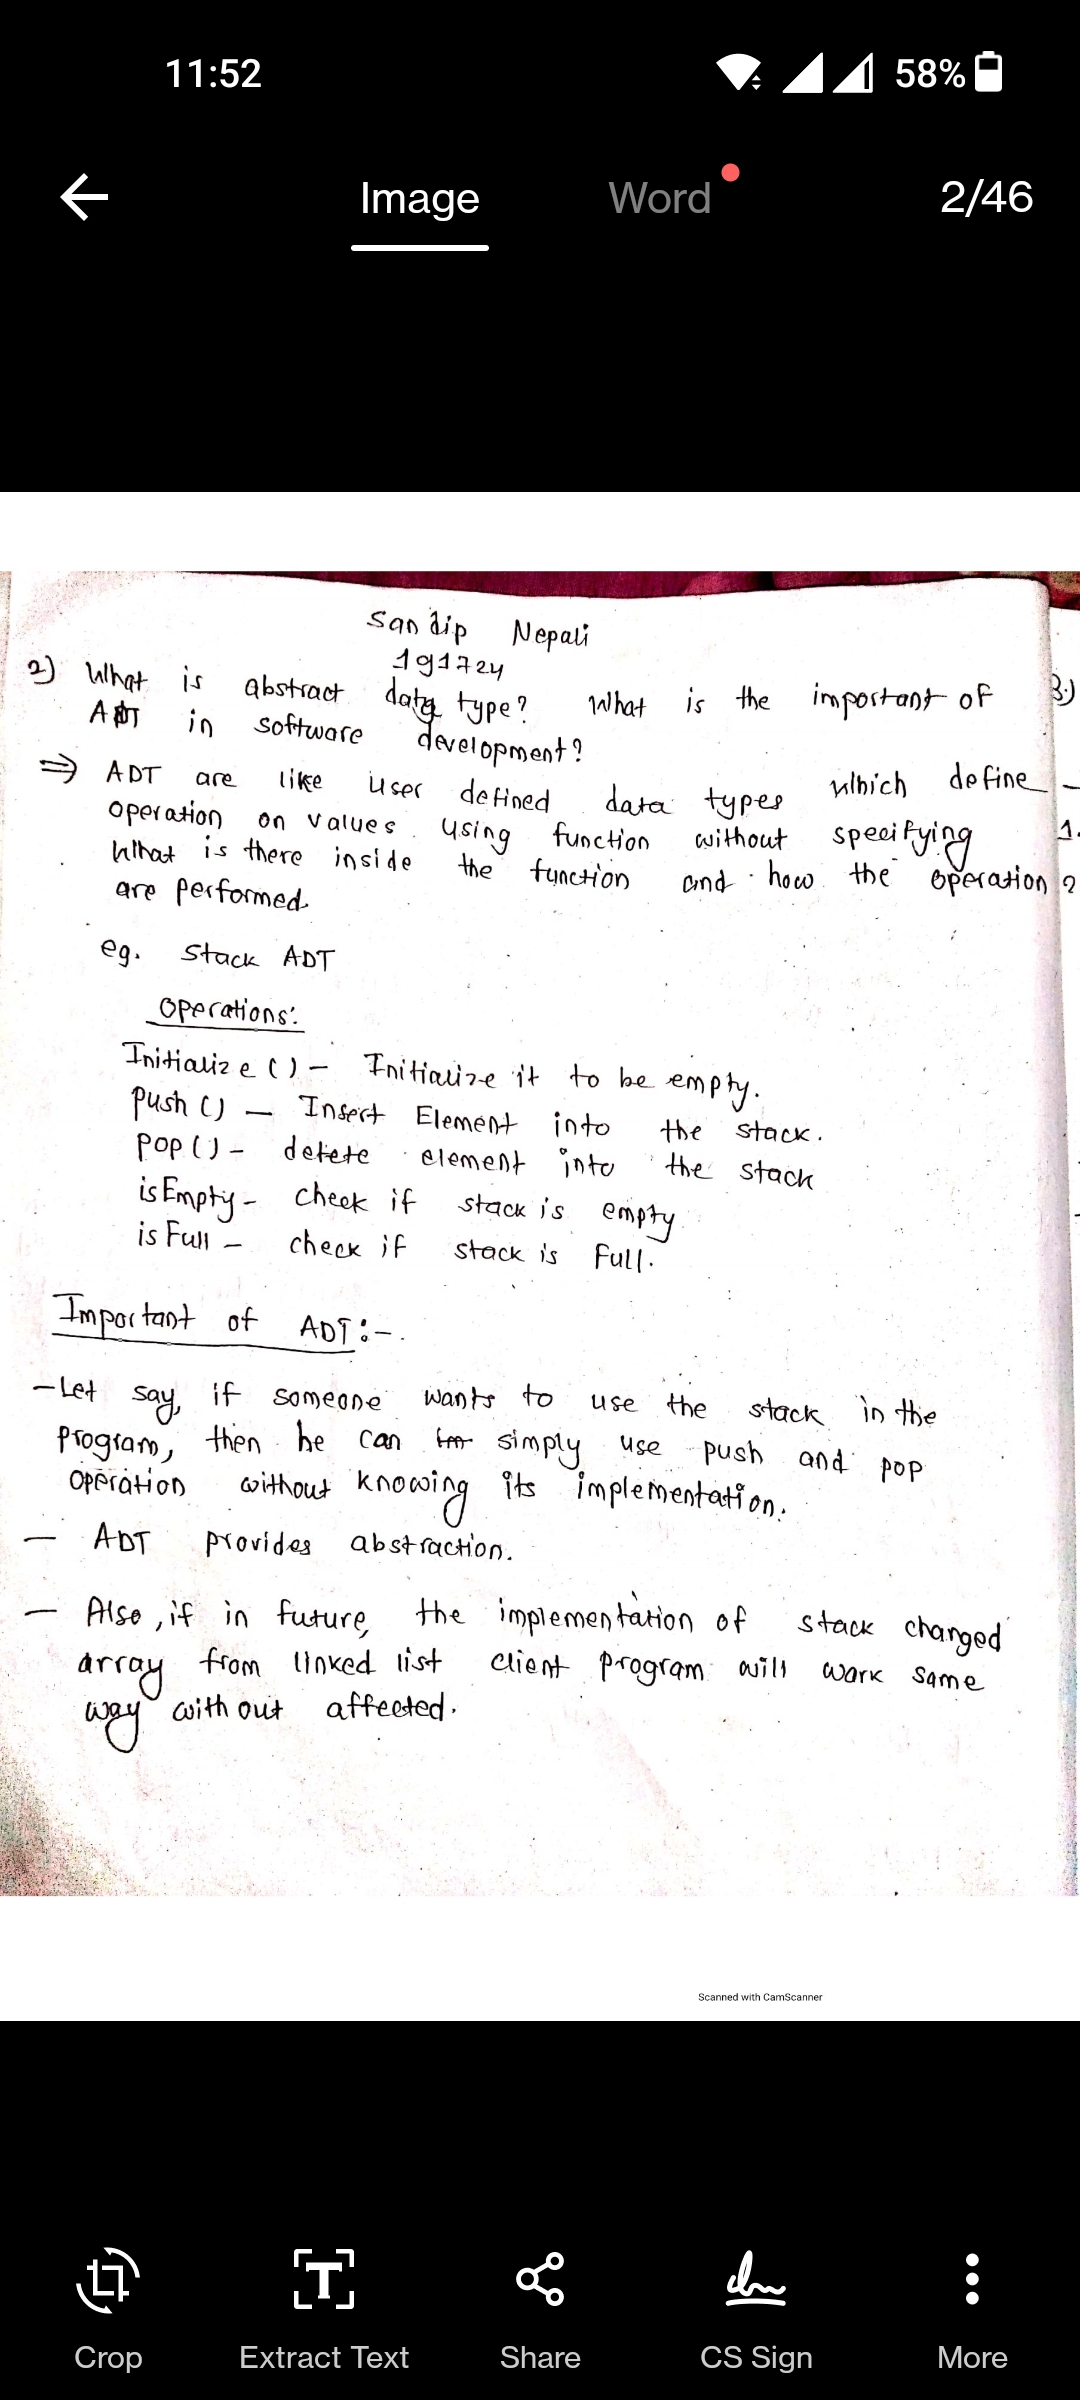 11:52
58%
Image
Word
2/46
Sandip Nepali
191724
2) What is abstract data type? What is the important of
ADT in software development?
3.)
⇒ ADT are like user defined data types which define
operation on values using function without specifying
1.
What is there inside the function and how the operation
2
are performed.
eg. Stack ADT
Operations:
Initialize () - Initialize it to be empty.
Push () - Insert Element into the stack.
POP () - delete element into the stack
isEmpty - check if stack is empty
isFull - check if stack is Full.
Important of ADT:-
- Let say, if someone wants to use the stack in the
Program, then he can simply use push and pop
operation without knowing its implementation.
- ADT provides abstraction.
- Also, if in future, the implementation of stack changed
array from linked list client program will work same
way without affected.
Scanned with CamScanner
Crop
Extract Text
Share
CS Sign
More